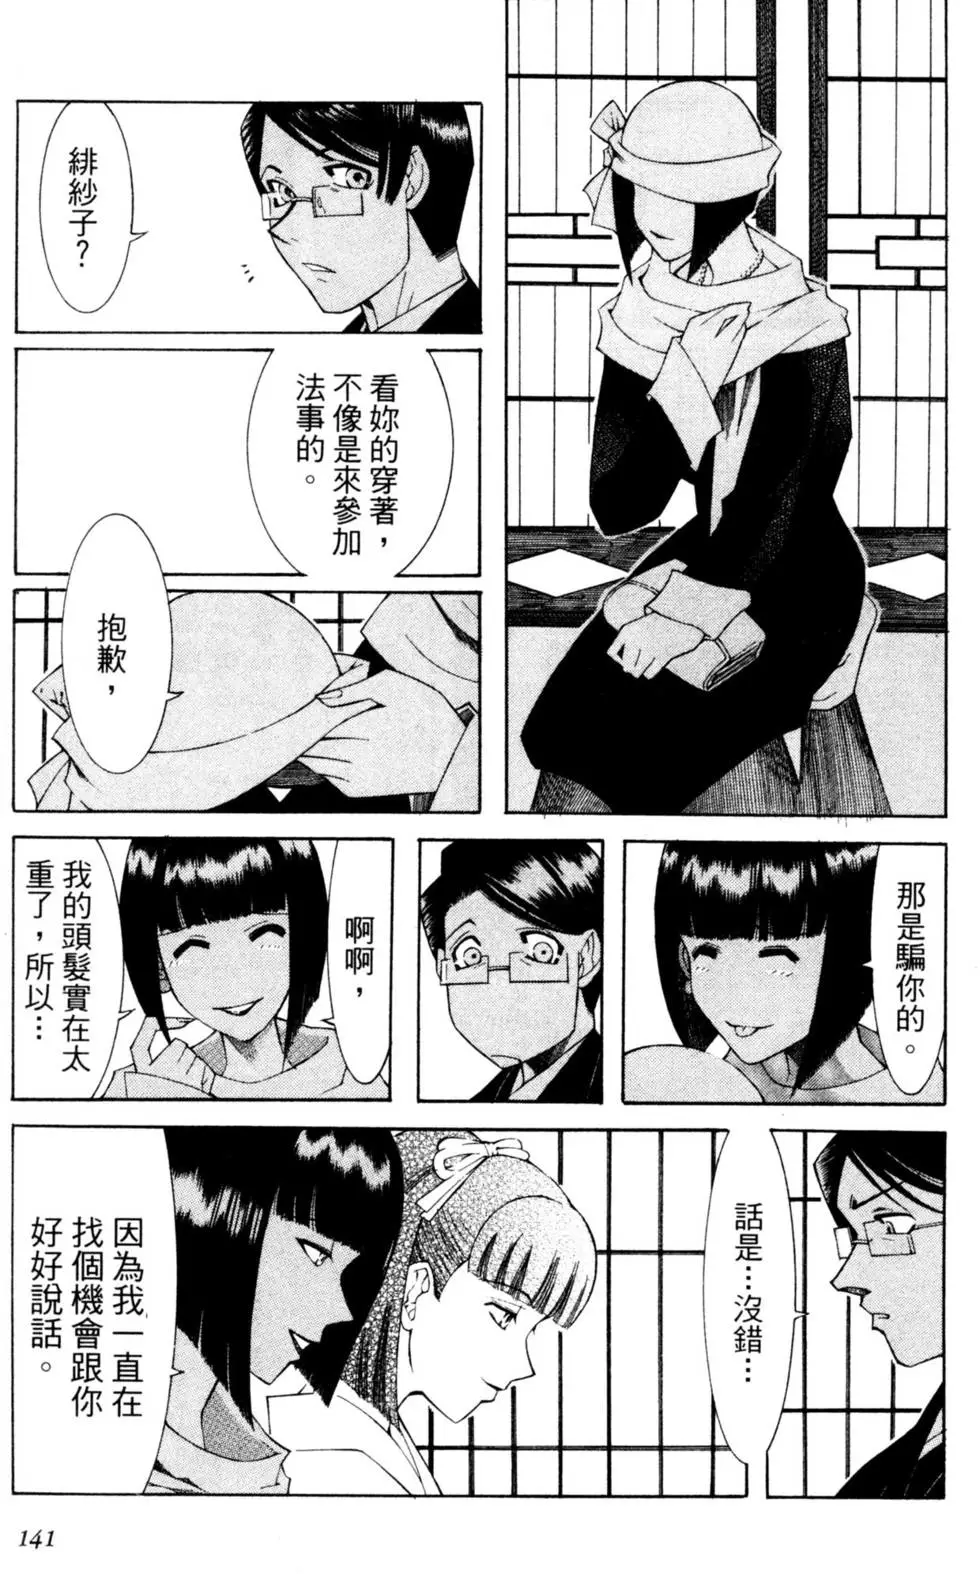 緋紗子？
看妳的穿著，
不像是來參加
法事的。
抱歉，
那是騙你的。
啊啊，
我的頭髮實在太
重了，所以…
話是…沒錯…
因為我一直在
找個機會跟你
好好說話。
141